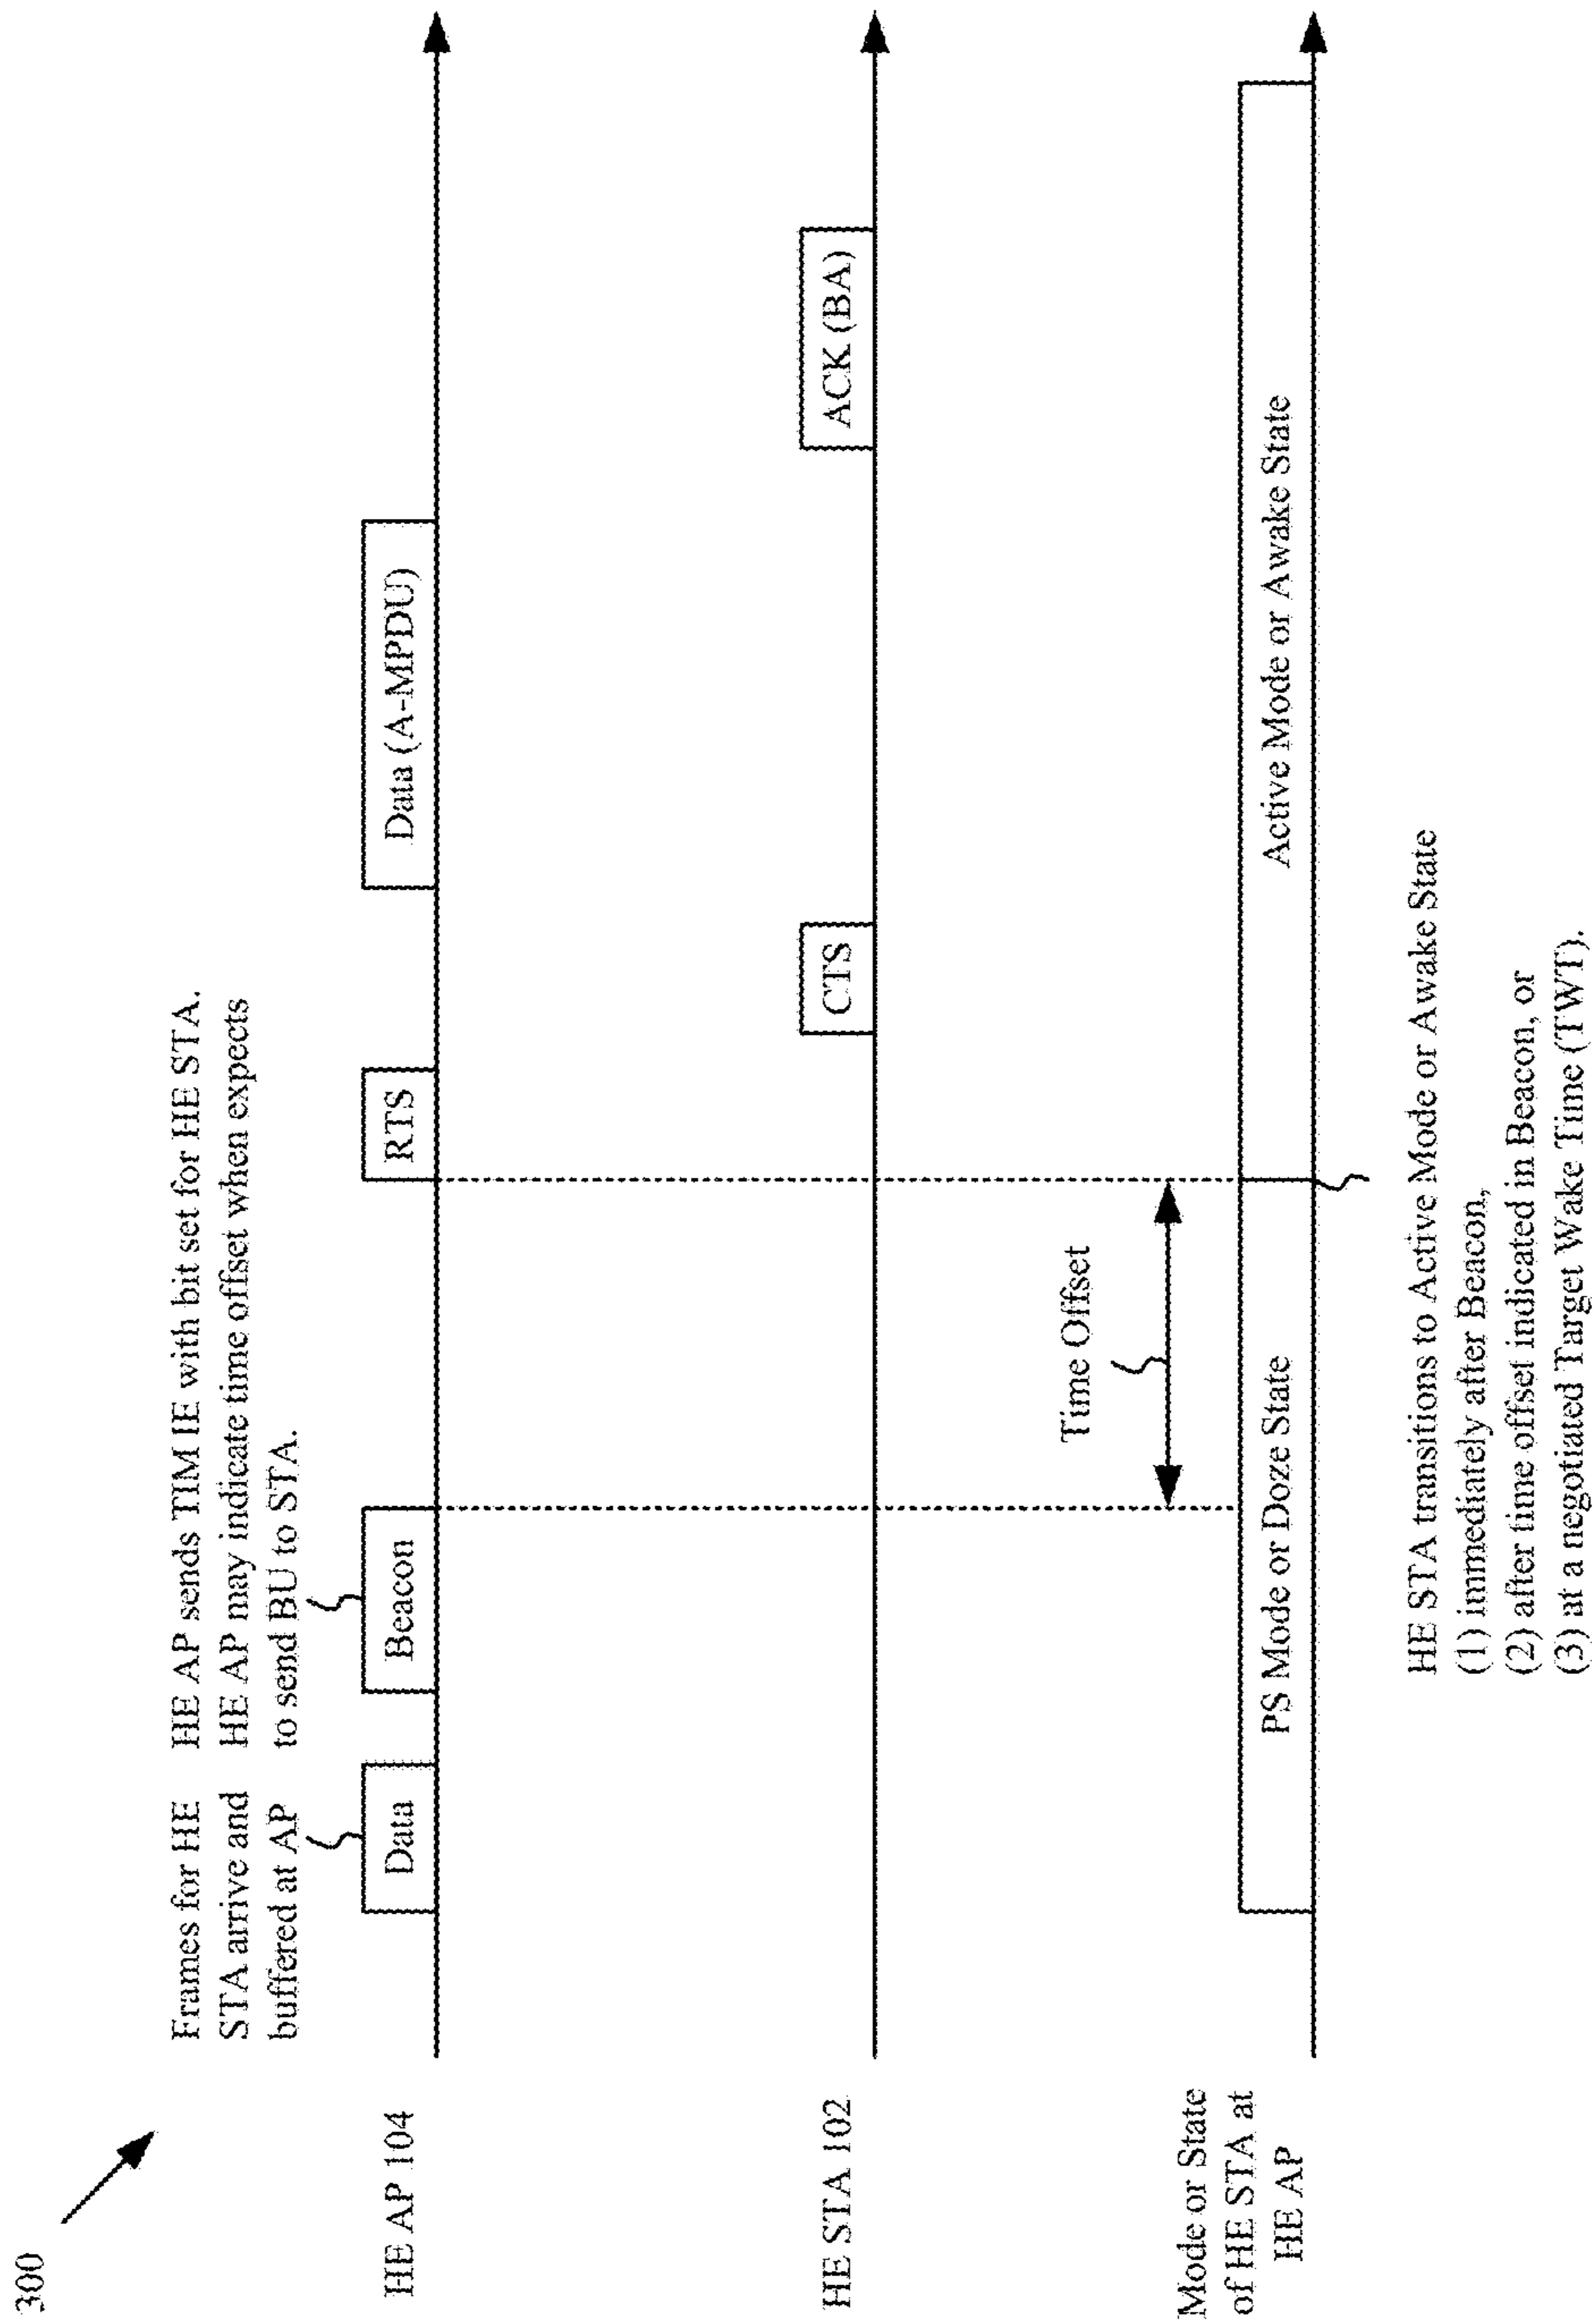 300
Frames for HE
STA arrive and
buffered at AP
HE AP sends TIM IE with bit set for HE STA.
HE AP may indicate time offset when expects
to send BU to STA.
HE AP 104
Data
Beacon
RTS
Data (A-MPDU)
HE STA 102
CTS
ACK (BA)
Time Offset
Mode or State
of HE STA at
HE AP
PS Mode or Doze State
Active Mode or Awake State
HE STA transitions to Active Mode or Awake State
(1) immediately after Beacon,
(2) after time offset indicated in Beacon, or
(3) at a negotiated Target Wake Time (TWT).